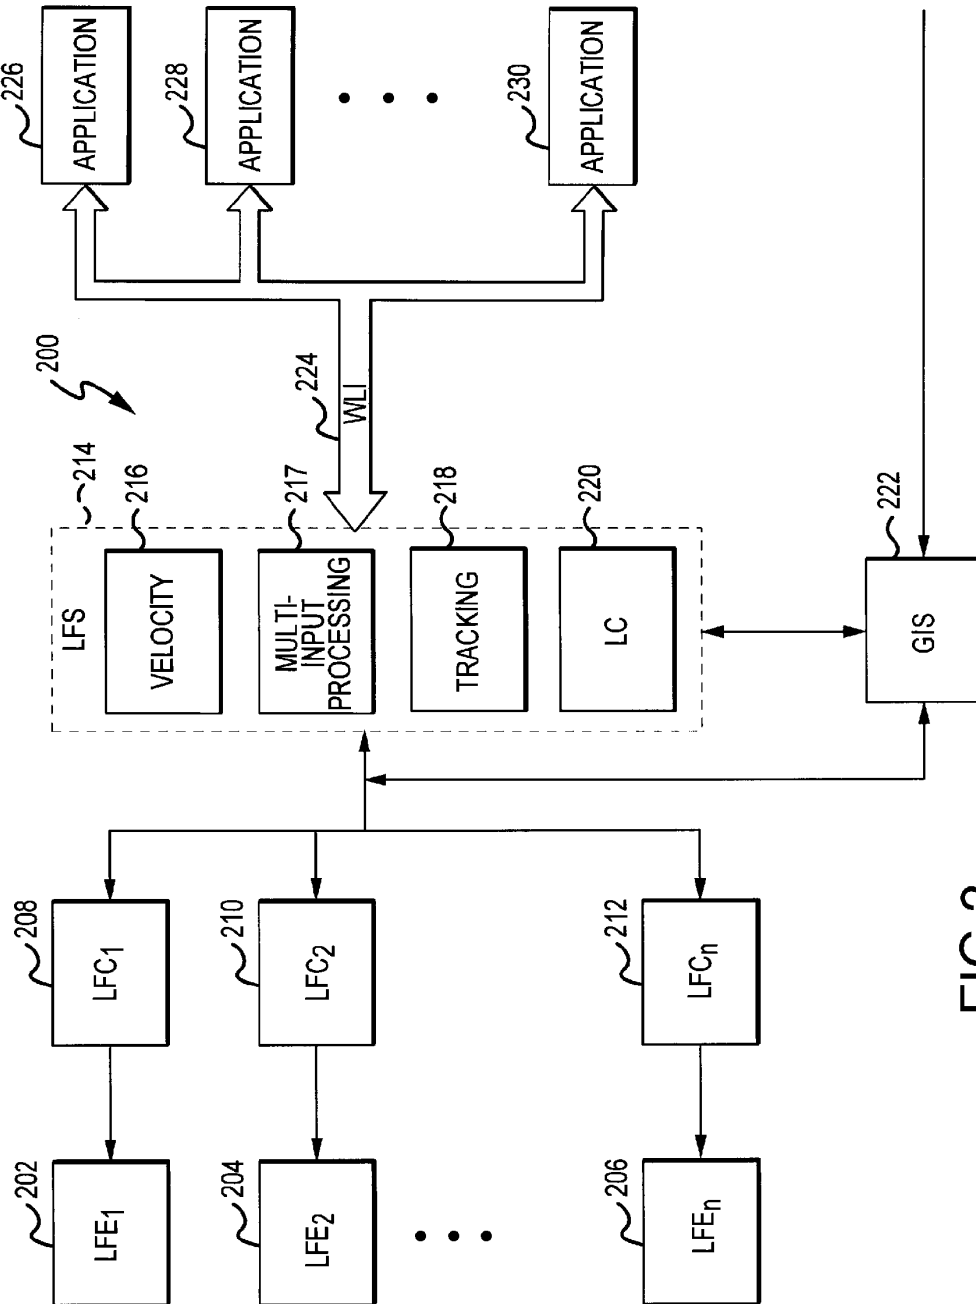 226
APPLICATION
228
APPLICATION
230
APPLICATION
200
224
WLI
214
LFS
216
VELOCITY
217
MULTI-
INPUT
PROCESSING
218
TRACKING
220
LC
222
GIS
208
LFC1
210
LFC2
212
LFCn
202
LFE1
204
LFE2
206
LFEn